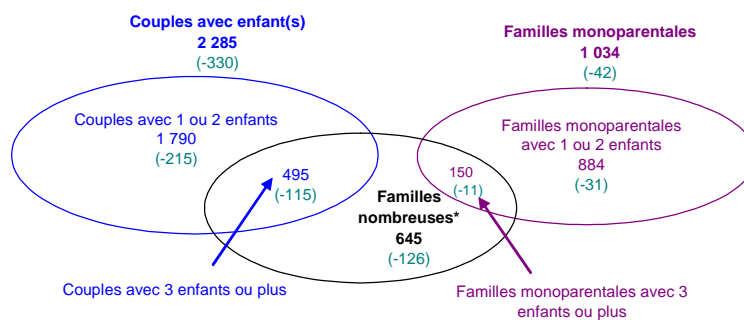 Couples avec enfant(s)
2 285
(-330)
Familles monoparentales
1 034
(-42)
Couples avec 1 ou 2 enfants
1 790
(-215)
Familles monoparentales
avec 1 ou 2 enfants
884
(-31)
495
(-115)
150
(-11)
Familles
nombreuses*
645
(-126)
Couples avec 3 enfants ou plus
Familles monoparentales avec 3
enfants ou plus